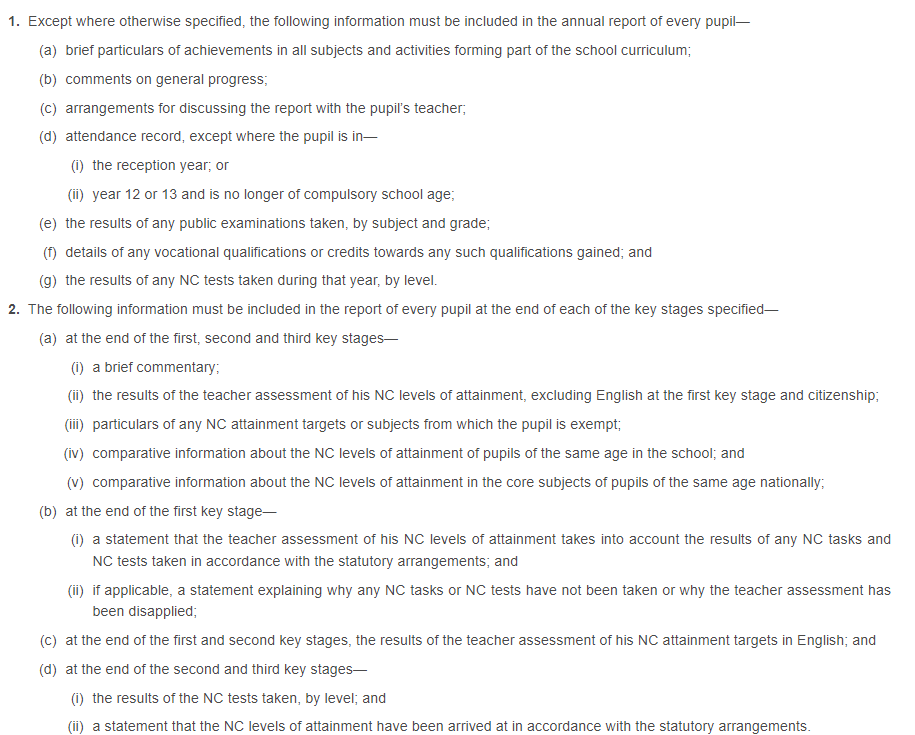 1. Except where otherwise specified, the following information must be included in the annual report of every pupil—
(a) brief particulars of achievements in all subjects and activities forming part of the school curriculum;
(b) comments on general progress;
(c) arrangements for discussing the report with the pupil's teacher;
(d) attendance record, except where the pupil is in—
(i) the reception year; or
(ii) year 12 or 13 and is no longer of compulsory school age;
(e) the results of any public examinations taken, by subject and grade;
(f) details of any vocational qualifications or credits towards any such qualifications gained; and
(g) the results of any NC tests taken during that year, by level.
2. The following information must be included in the report of every pupil at the end of each of the key stages specified—
(a) at the end of the first, second and third key stages—
(i) a brief commentary;
(ii) the results of the teacher assessment of his NC levels of attainment, excluding English at the first key stage and citizenship;
(iii) particulars of any NC attainment targets or subjects from which the pupil is exempt;
(iv) comparative information about the NC levels of attainment of pupils of the same age in the school; and
(v) comparative information about the NC levels of attainment in the core subjects of pupils of the same age nationally;
(b) at the end of the first key stage—
(i) a statement that the teacher assessment of his NC levels of attainment takes into account the results of any NC tasks and
NC tests taken in accordance with the statutory arrangements; and
(ii) if applicable, a statement explaining why any NC tasks or NC tests have not been taken or why the teacher assessment has
been disapplied;
(c) at the end of the first and second key stages, the results of the teacher assessment of his NC attainment targets in English; and
(d) at the end of the second and third key stages—
(i) the results of the NC tests taken, by level; and
(ii) a statement that the NC levels of attainment have been arrived at in accordance with the statutory arrangements.